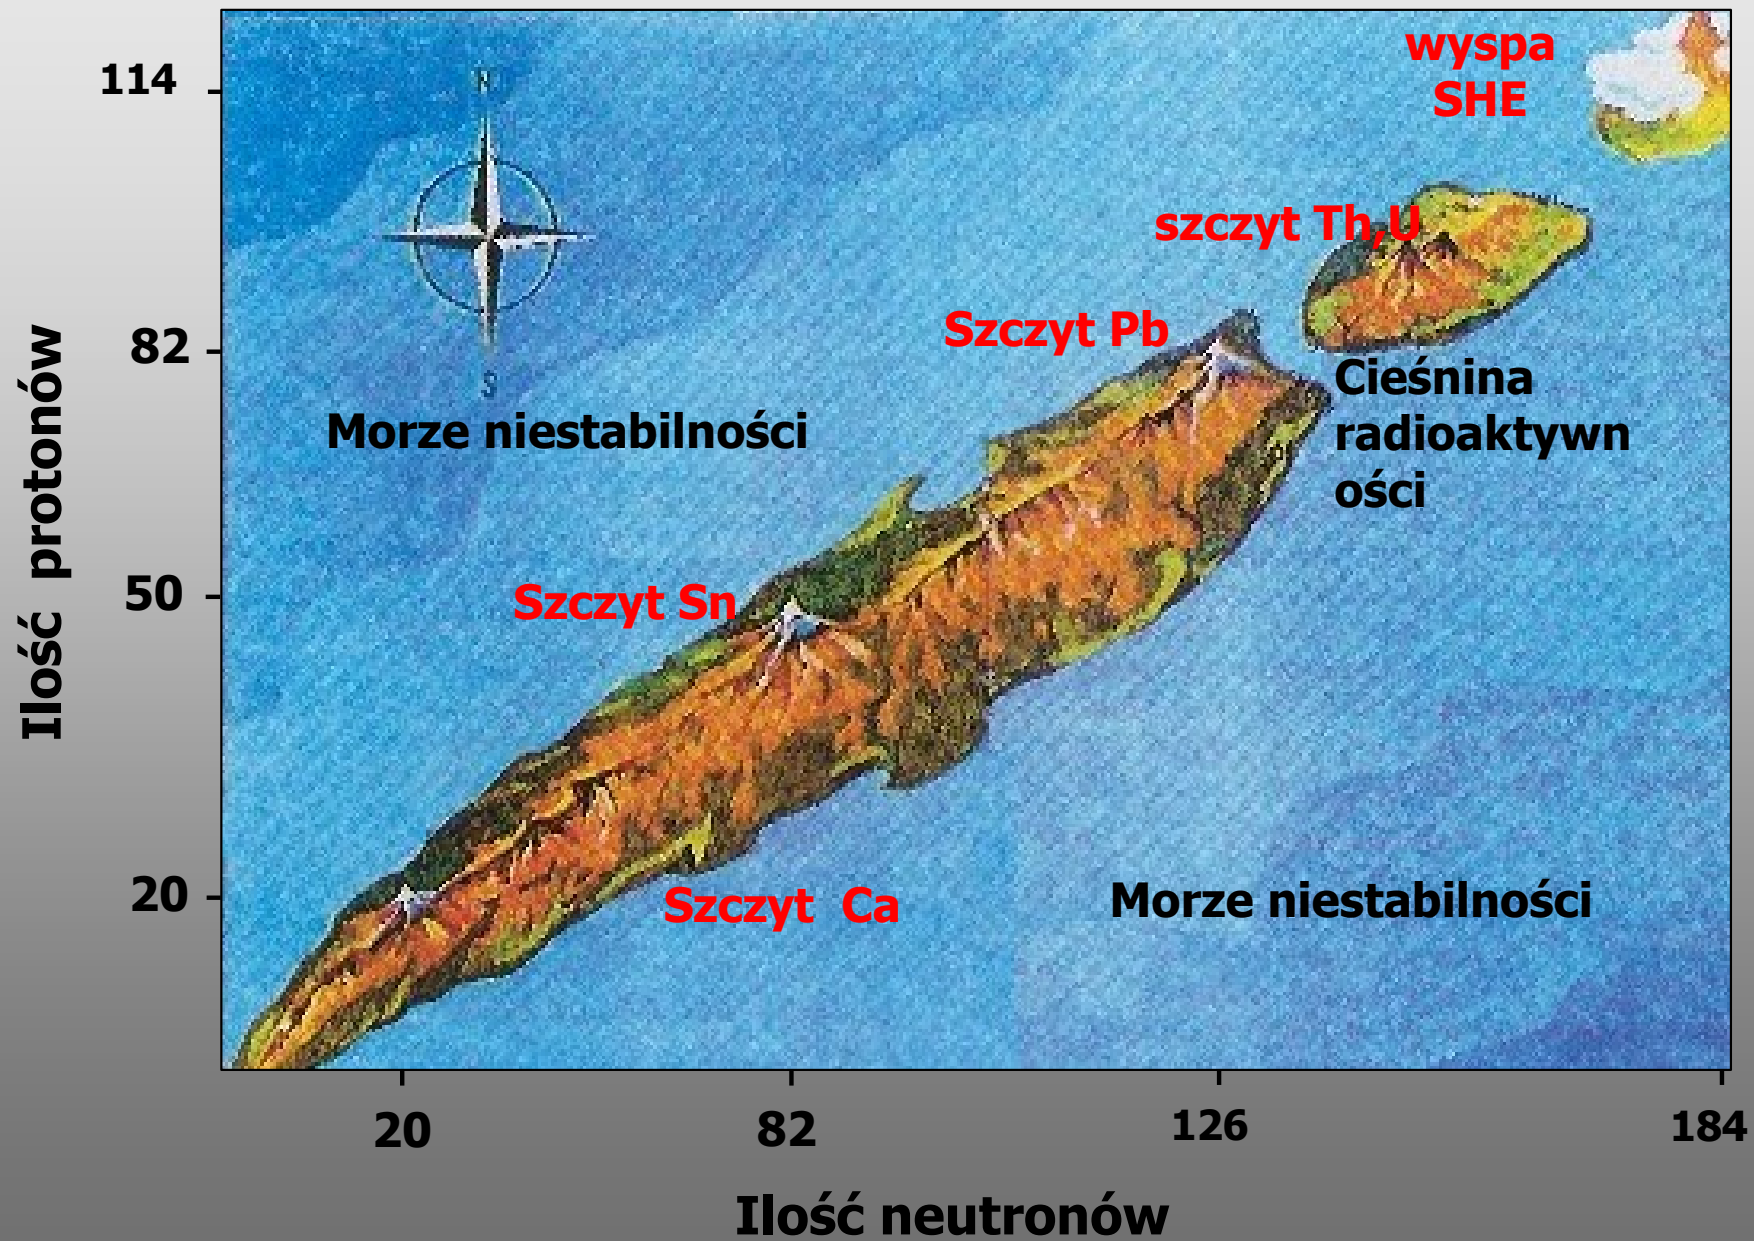 wyspa
SHE
114
N
szczyt Th,U
Szczyt Pb
82
Cieśnina
radioaktywn
ości
S
Morze niestabilności
Ilość protonów
50
Szczyt Sn
20
Szczyt Ca
Morze niestabilności
20
82
126
184
Ilość neutronów